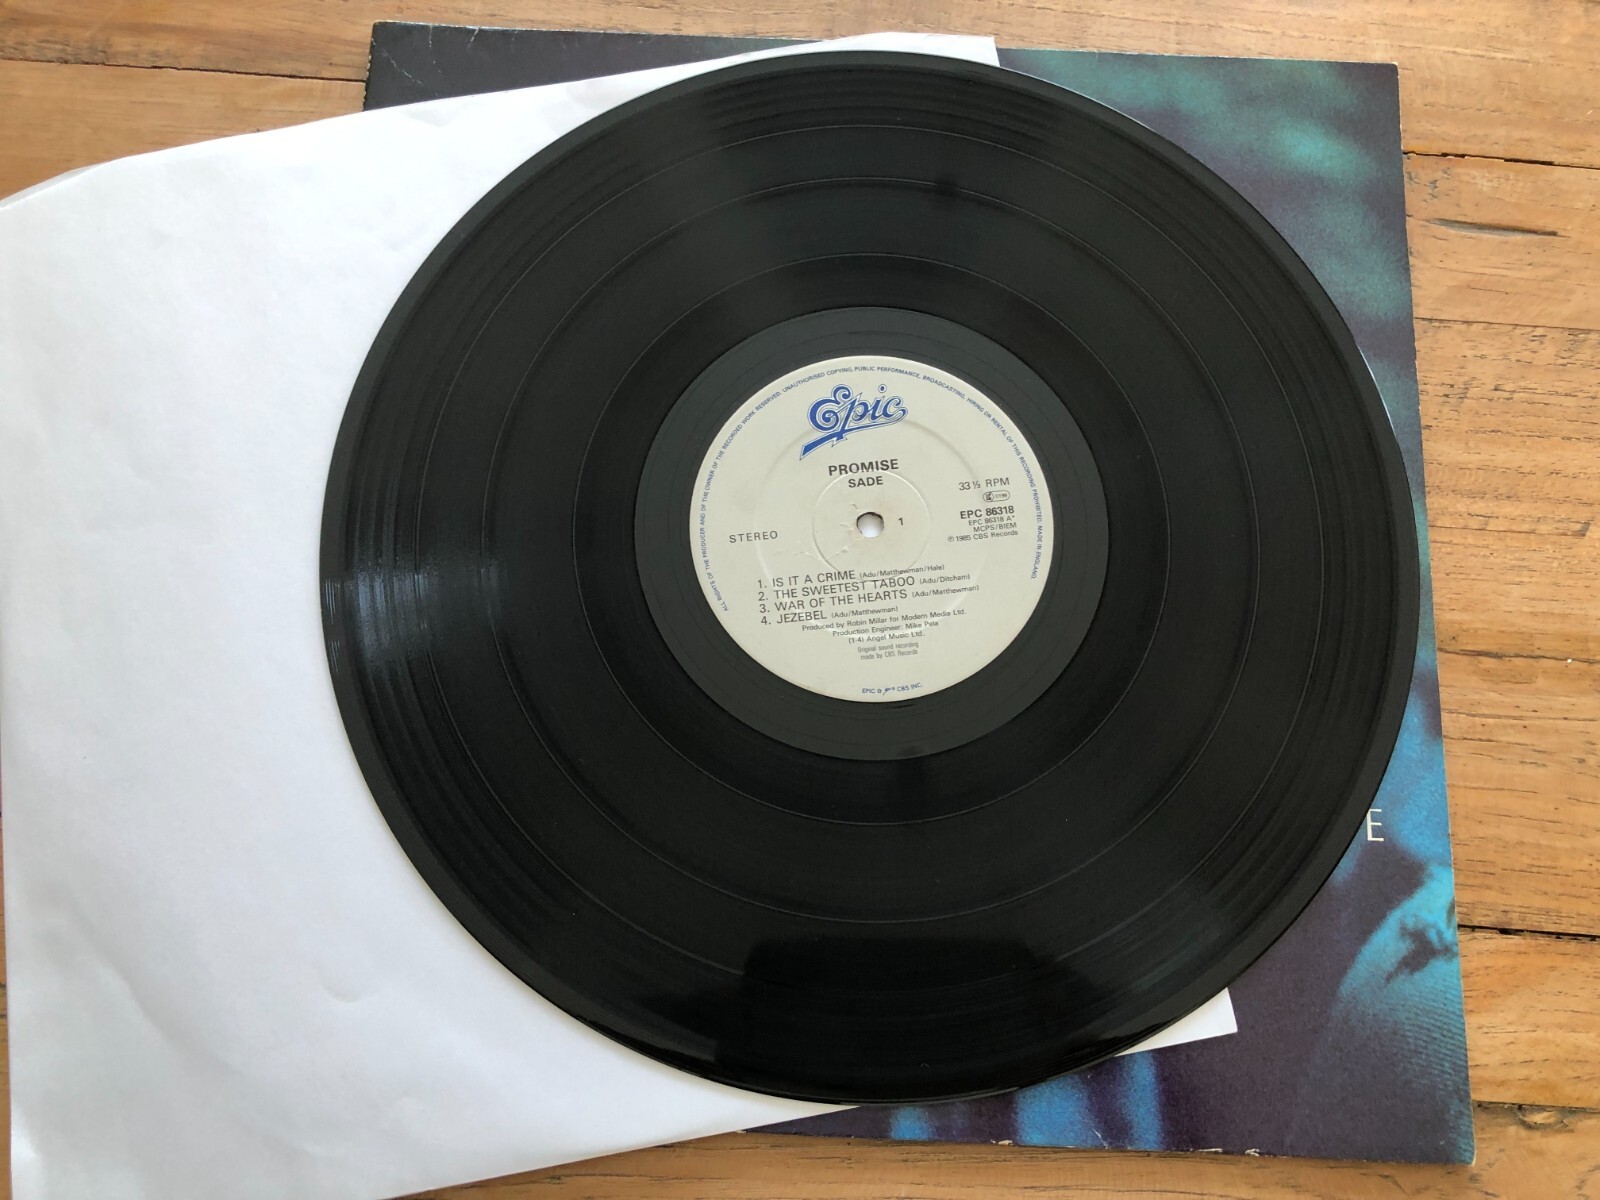 ALL RIGHTS OF THE PRODUCER AND OF THE OWNER OF THE RECORDED WORK RESERVED. UNAUTHORISED COPYING, PUBLIC PERFORMANCE, BROADCASTING, HIRING OR RENTAL OF THIS RECORDING PROHIBITED. MADE IN ENGLAND.
Epic
PROMISE
SADE
33⅓ RPM
EPC 86318
EPC 86318 A*
MCPS/BIEM
℗1985 CBS Records
1
STEREO
1. IS IT A CRIME (Adu/Matthewman/Hale)
2. THE SWEETEST TABOO (Adu/Ditcham)
3. WAR OF THE HEARTS (Adu/Matthewman)
4. JEZEBEL (Adu/Matthewman)
Produced by Robin Millar for Modern Media Ltd.
Production Engineer: Mike Pela
(1-4) Angel Music Ltd.
Original sound recording
made by CBS Records
EPIC CBS INC.
E